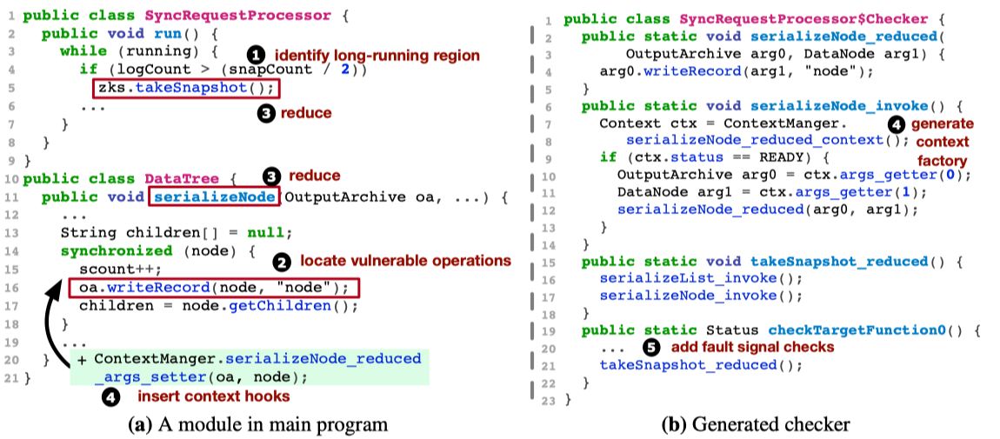 1 public class SyncRequestProcessor {
2 public void run() {
3 while (running) {
❶ identify long-running region
4 if (logCount > (snapCount / 2))
5 zks.takeSnapshot();
6 ...
❸ reduce
7 }
8 }
9 }
❸ reduce
10 public class DataTree {
11 public void serializeNode(OutputArchive oa, ...) {
12 ...
13 String children[] = null;
14 synchronized (node) {
❷ locate vulnerable operations
15 scount++;
16 oa.writeRecord(node, "node");
17 children = node.getChildren();
18 }
19 ...
20 } + ContextManger.serializeNode_reduced
21 } _args_setter(oa, node);
❹ insert context hooks
(a) A module in main program
1 public class SyncRequestProcessor$Checker {
2 public static void serializeNode_reduced(
3 OutputArchive arg0, DataNode arg1) {
4 arg0.writeRecord(arg1, "node");
5 }
6 public static void serializeNode_invoke() {
7 Context ctx = ContextManger.
8 serializeNode_reduced_context();
❹ generate
context
factory
9 if (ctx.status == READY) {
10 OutputArchive arg0 = ctx.args_getter(0);
11 DataNode arg1 = ctx.args_getter(1);
12 serializeNode_reduced(arg0, arg1);
13 }
14 }
15 public static void takeSnapshot_reduced() {
16 serializeList_invoke();
17 serializeNode_invoke();
18 }
19 public static Status checkTargetFunction0() {
20 ... ❺ add fault signal checks
21 takeSnapshot_reduced();
22 }
23 }
(b) Generated checker